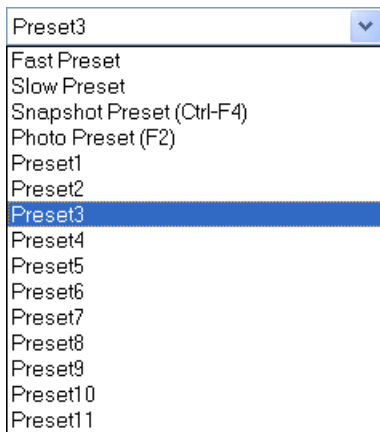 Preset3
Fast Preset
Slow Preset
Snapshot Preset (Ctrl-F4)
Photo Preset (F2)
Preset1
Preset2
Preset3
Preset4
Preset5
Preset6
Preset7
Preset8
Preset9
Preset10
Preset11